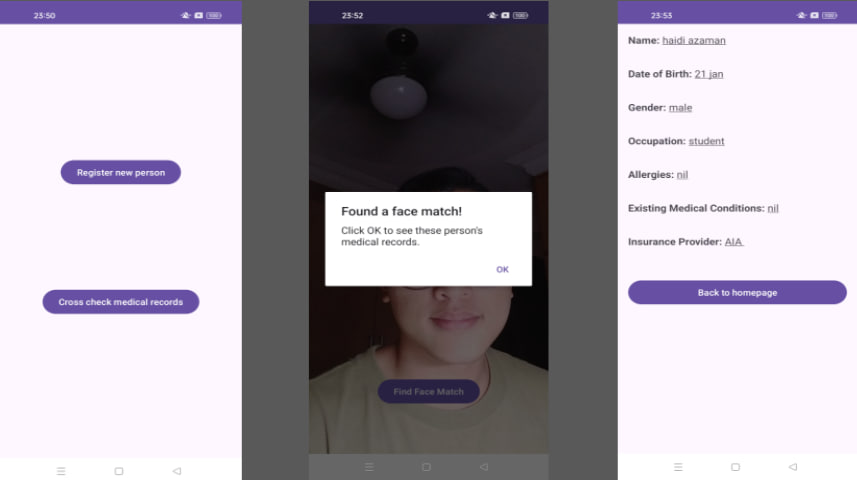 23:50
Register new person
Cross check medical records
23:52
Found a face match!
Click OK to see these person's
medical records.
OK
Find Face Match
23:53
Name: haidi azaman
Date of Birth: 21 jan
Gender: male
Occupation: student
Allergies: nil
Existing Medical Conditions: nil
Insurance Provider: AIA
Back to homepage